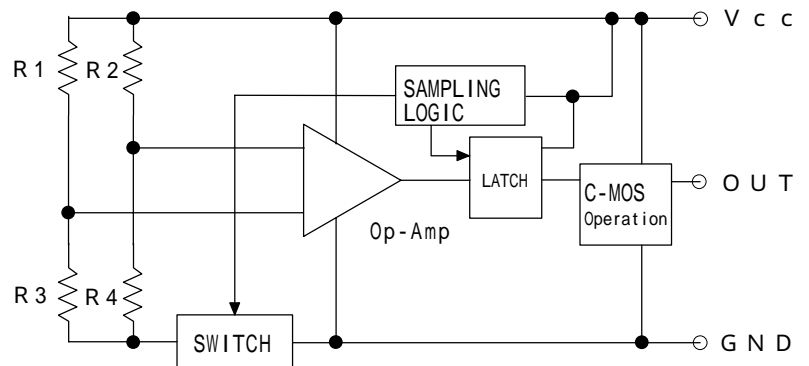 Vcc
R1
R2
SAMPLING
LOGIC
LATCH
C-MOS
Operation
OUT
Op-Amp
R3
R4
SWITCH
GND